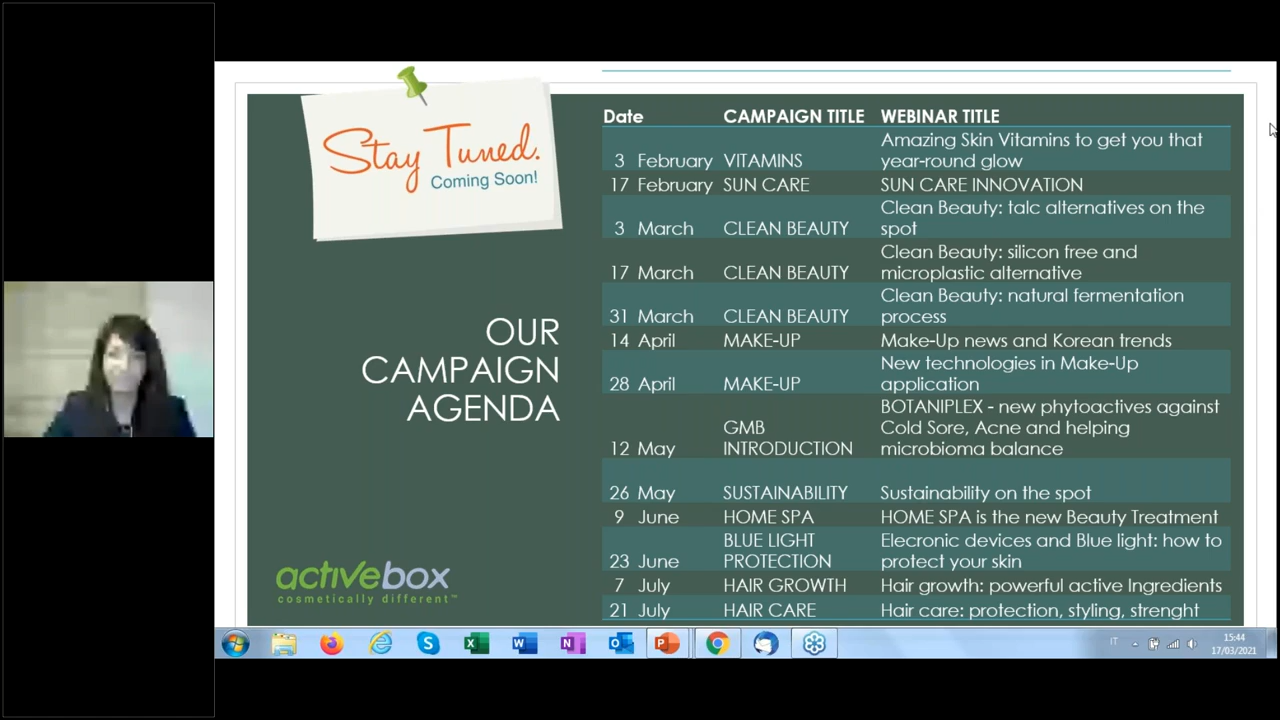 Stay Tuned.
Coming Soon!
OUR
CAMPAIGN
AGENDA
activebox
cosmetically different™
Date CAMPAIGN TITLE WEBINAR TITLE
3 February VITAMINS Amazing Skin Vitamins to get you that
year-round glow
17 February SUN CARE SUN CARE INNOVATION
3 March CLEAN BEAUTY Clean Beauty: talc alternatives on the
spot
17 March CLEAN BEAUTY Clean Beauty: silicon free and
microplastic alternative
31 March CLEAN BEAUTY Clean Beauty: natural fermentation
process
14 April MAKE-UP Make-Up news and Korean trends
28 April MAKE-UP New technologies in Make-Up
application
12 May GMB
INTRODUCTION BOTANIPLEX - new phytoactives against
Cold Sore, Acne and helping
microbioma balance
26 May SUSTAINABILITY Sustainability on the spot
9 June HOME SPA HOME SPA is the new Beauty Treatment
23 June BLUE LIGHT
PROTECTION Elecronic devices and Blue light: how to
protect your skin
7 July HAIR GROWTH Hair growth: powerful active Ingredients
21 July HAIR CARE Hair care: protection, styling, strenght
IT
15:44
17/03/2021